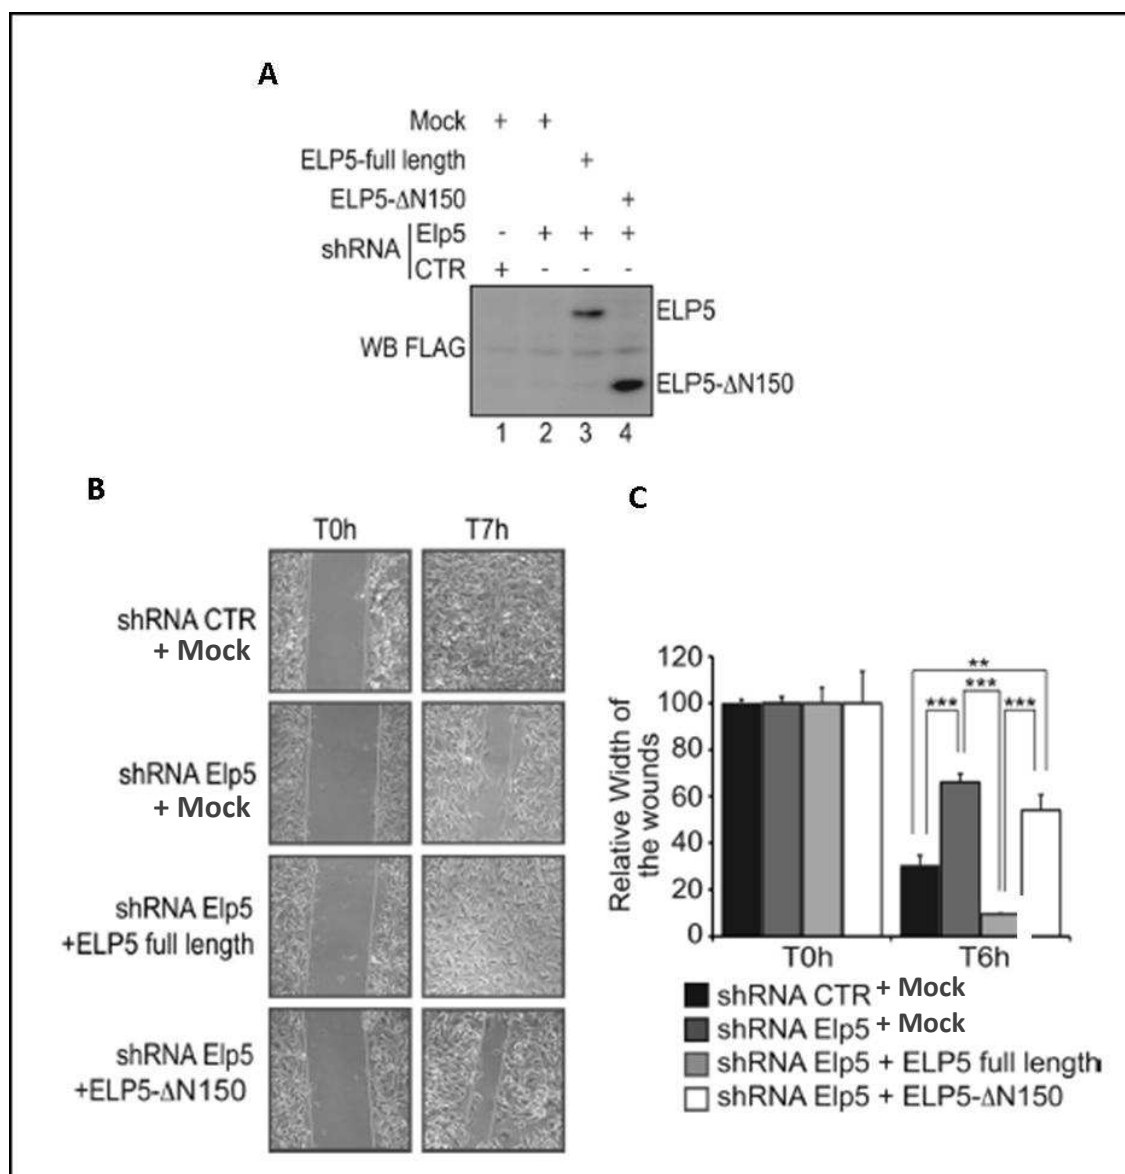 A
Mock + +
ELP5-full length +
ELP5-ΔN150 +
shRNA Elp5 - + + +
CTR + - - -
ELP5
WB FLAG
ELP5-ΔN150
1 2 3 4
B
T0h T7h
shRNA CTR
+ Mock
shRNA Elp5
+ Mock
shRNA Elp5
+ELP5 full length
shRNA Elp5
+ELP5-ΔN150
C
Relative Width of
the wounds
120
100
80
60
40
20
0
**
***
*** ***
T0h T6h
shRNA CTR + Mock
shRNA Elp5 + Mock
shRNA Elp5 + ELP5 full length
shRNA Elp5 + ELP5-ΔN150